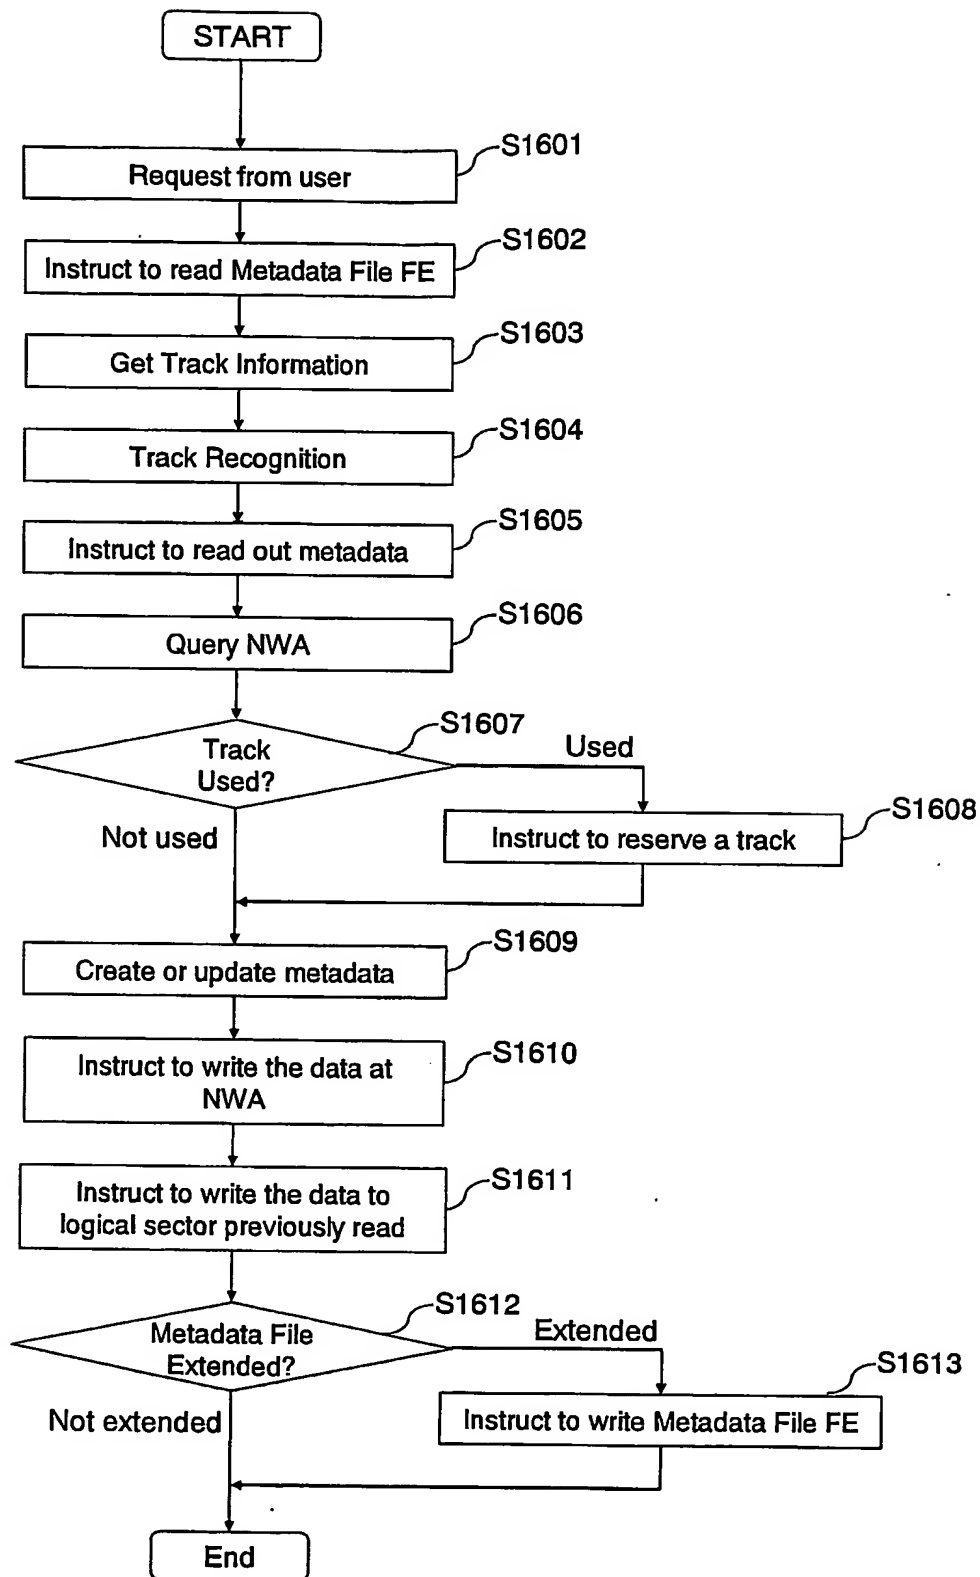 START
S1601
Request from user
S1602
Instruct to read Metadata File FE
S1603
Get Track Information
S1604
Track Recognition
S1605
Instruct to read out metadata
S1606
Query NWA
S1607
Track
Used?
Used
S1608
Not used
Instruct to reserve a track
S1609
Create or update metadata
S1610
Instruct to write the data at
NWA
S1611
Instruct to write the data to
logical sector previously read
S1612
Metadata File
Extended?
Extended
S1613
Not extended
Instruct to write Metadata File FE
End